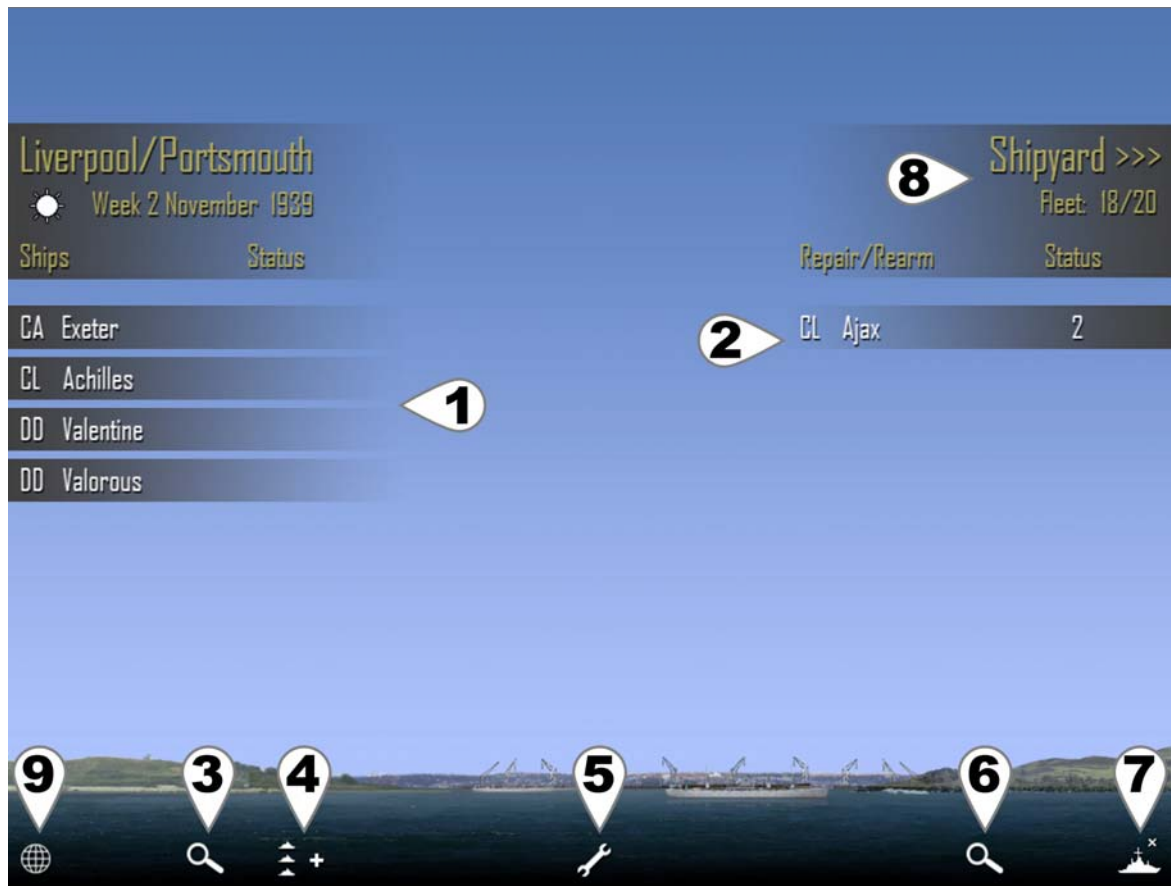 Liverpool/Portsmouth
Week 2 November 1939
Ships Status
CA Exeter
CL Achilles
DD Valentine
DD Valorous
1
8
Shipyard >>>
Fleet: 18/20
Repair/Rearm Status
2
CL Ajax 2
9
3
4
5
6
7
+
x